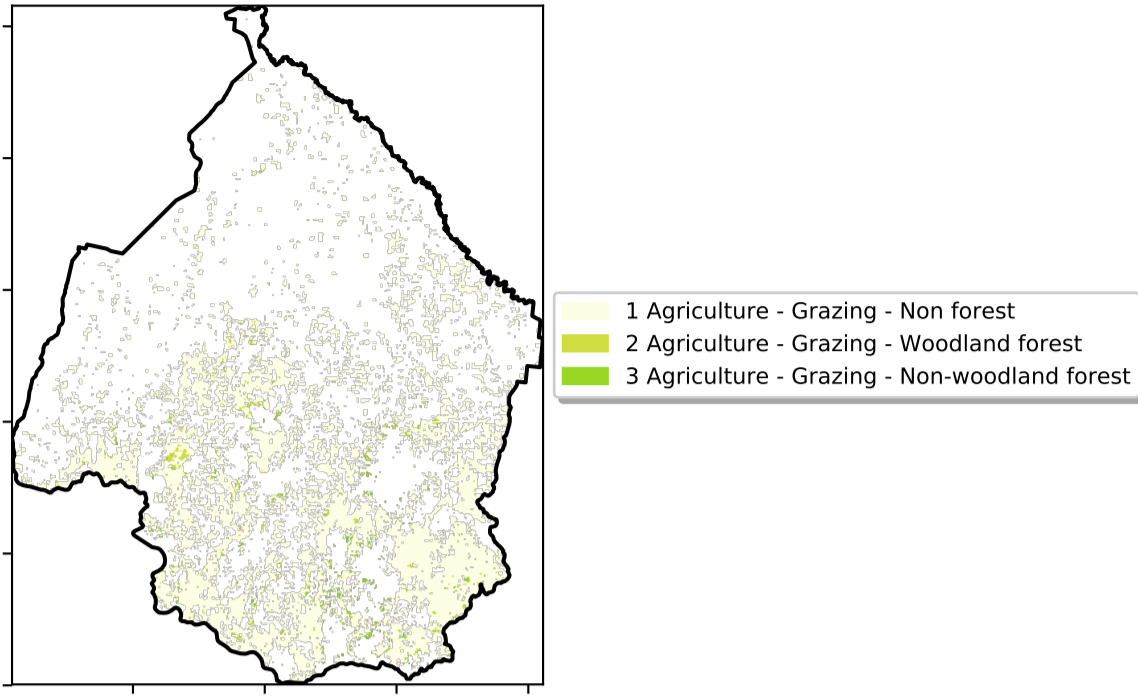 1 Agriculture - Grazing - Non forest
2 Agriculture - Grazing - Woodland forest
3 Agriculture - Grazing - Non-woodland forest